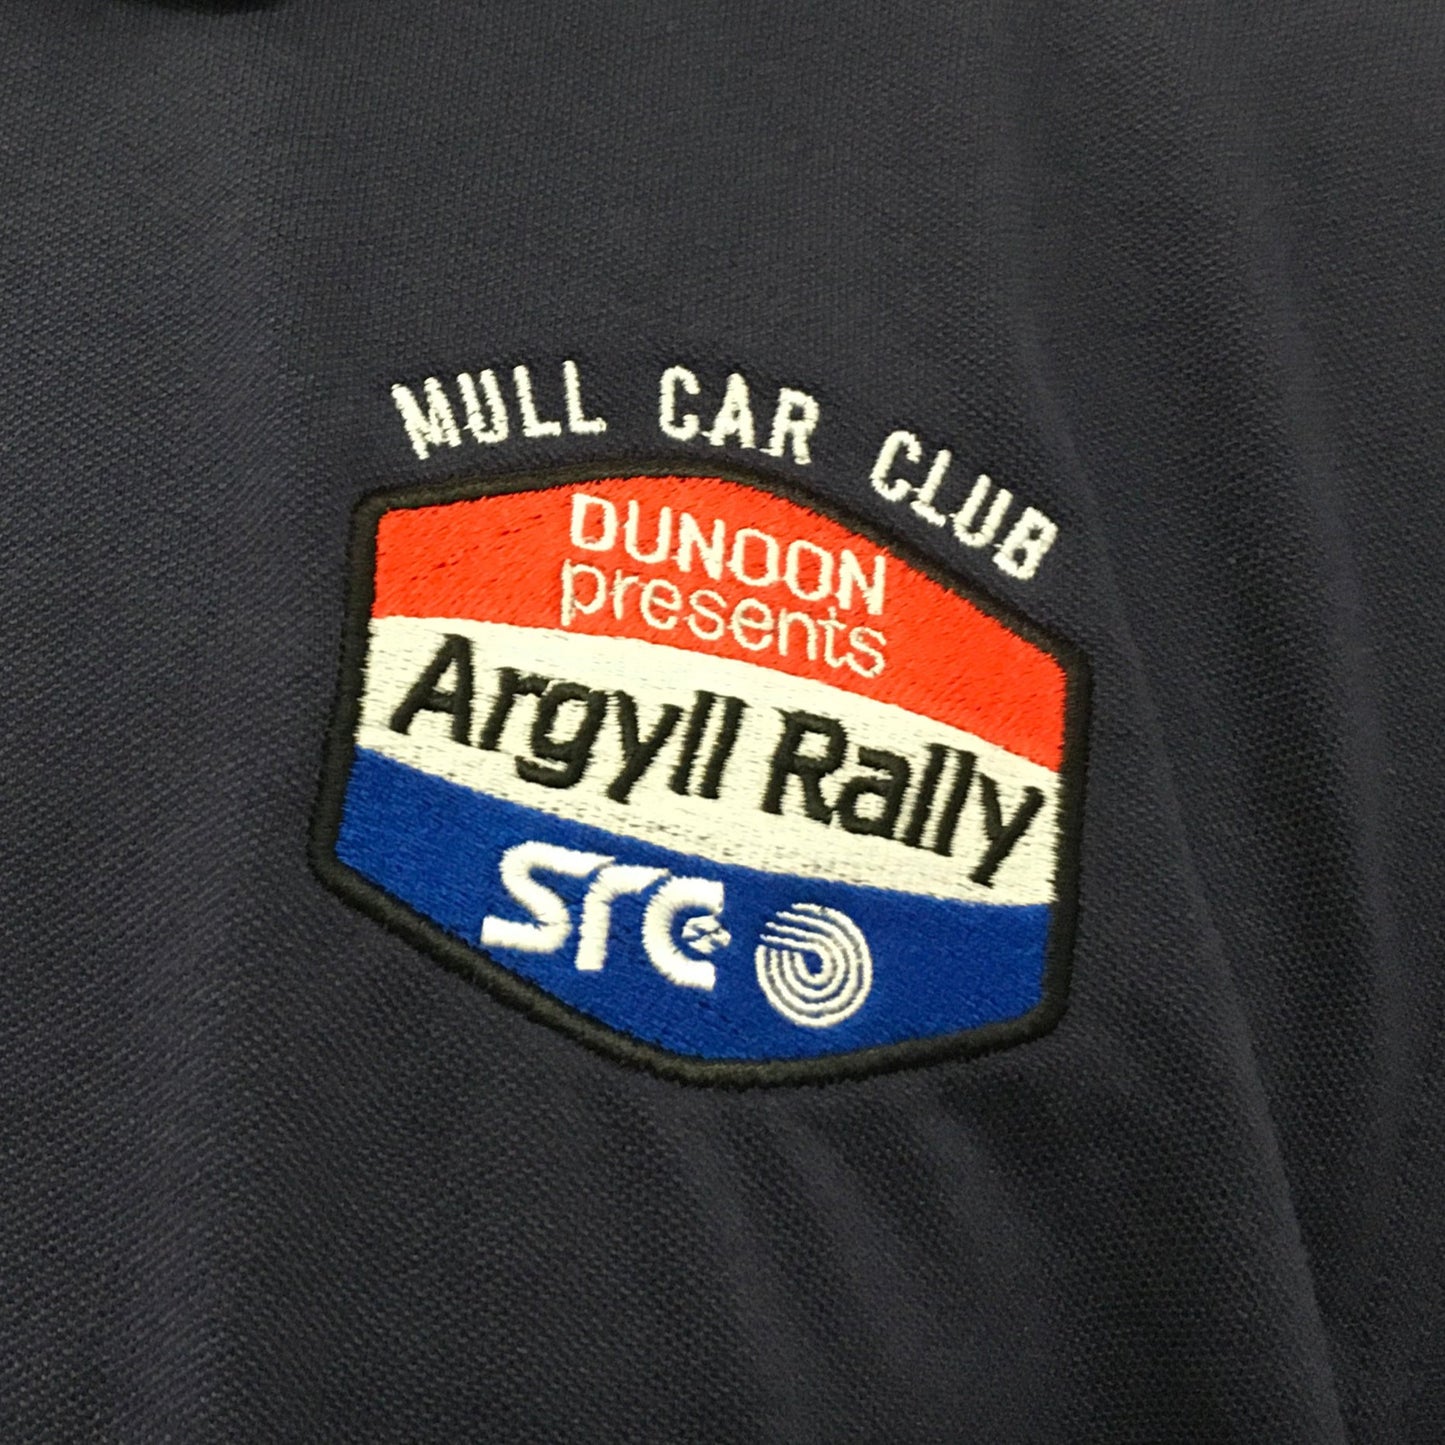 MULL CAR CLUB
DUNOON
presents
Argyll Rally
SrC